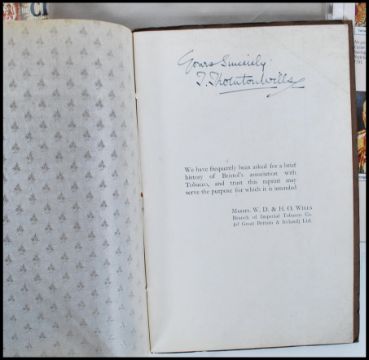 Yours Sincerely
T. Thornton Wills
We have frequently been asked for a brief
history of Bristol's association with
Tobacco, and trust this reprint may
serve the purpose for which it is intended
Messrs. W. D. & H. O. Wills
Branch of Imperial Tobacco Co.
(of Great Britain & Ireland) Ltd.